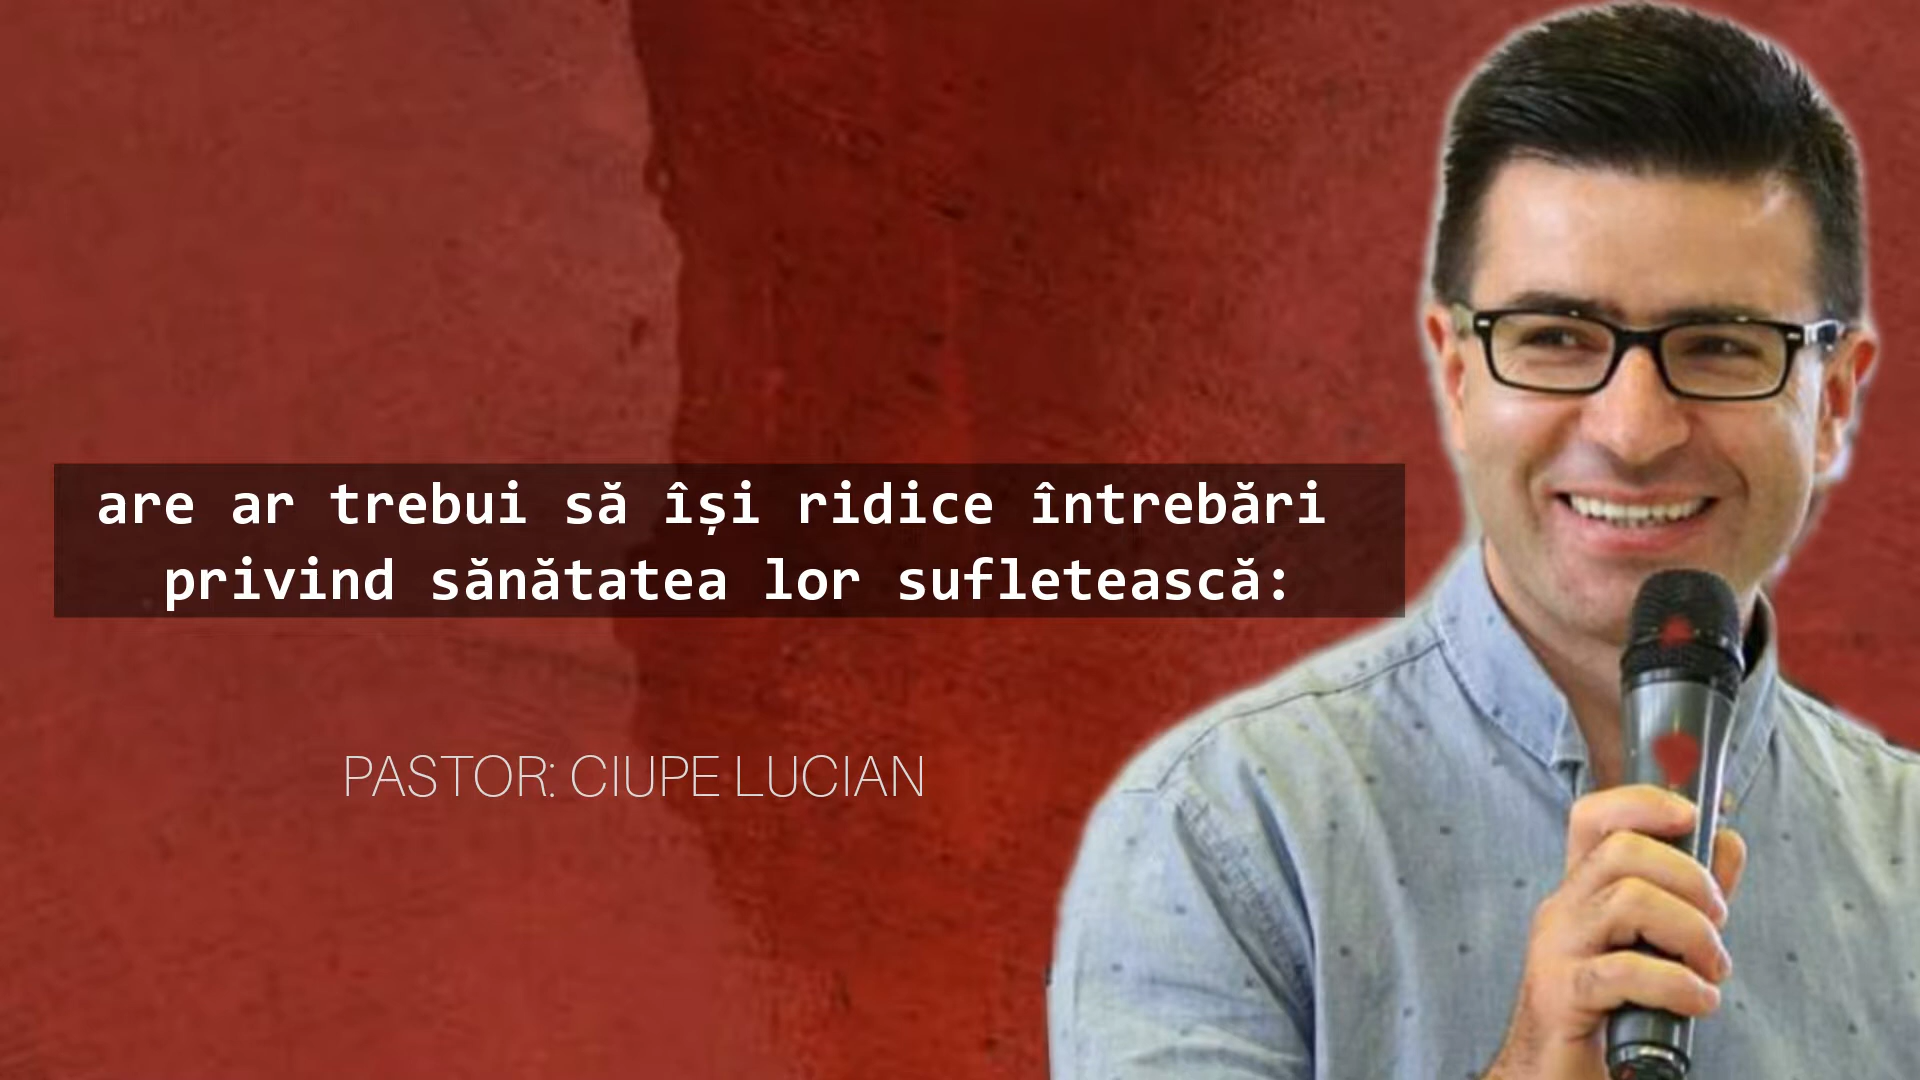 are ar trebui să își ridice întrebări
privind sănătatea lor sufletească:
PASTOR: CIUPE LUCIAN